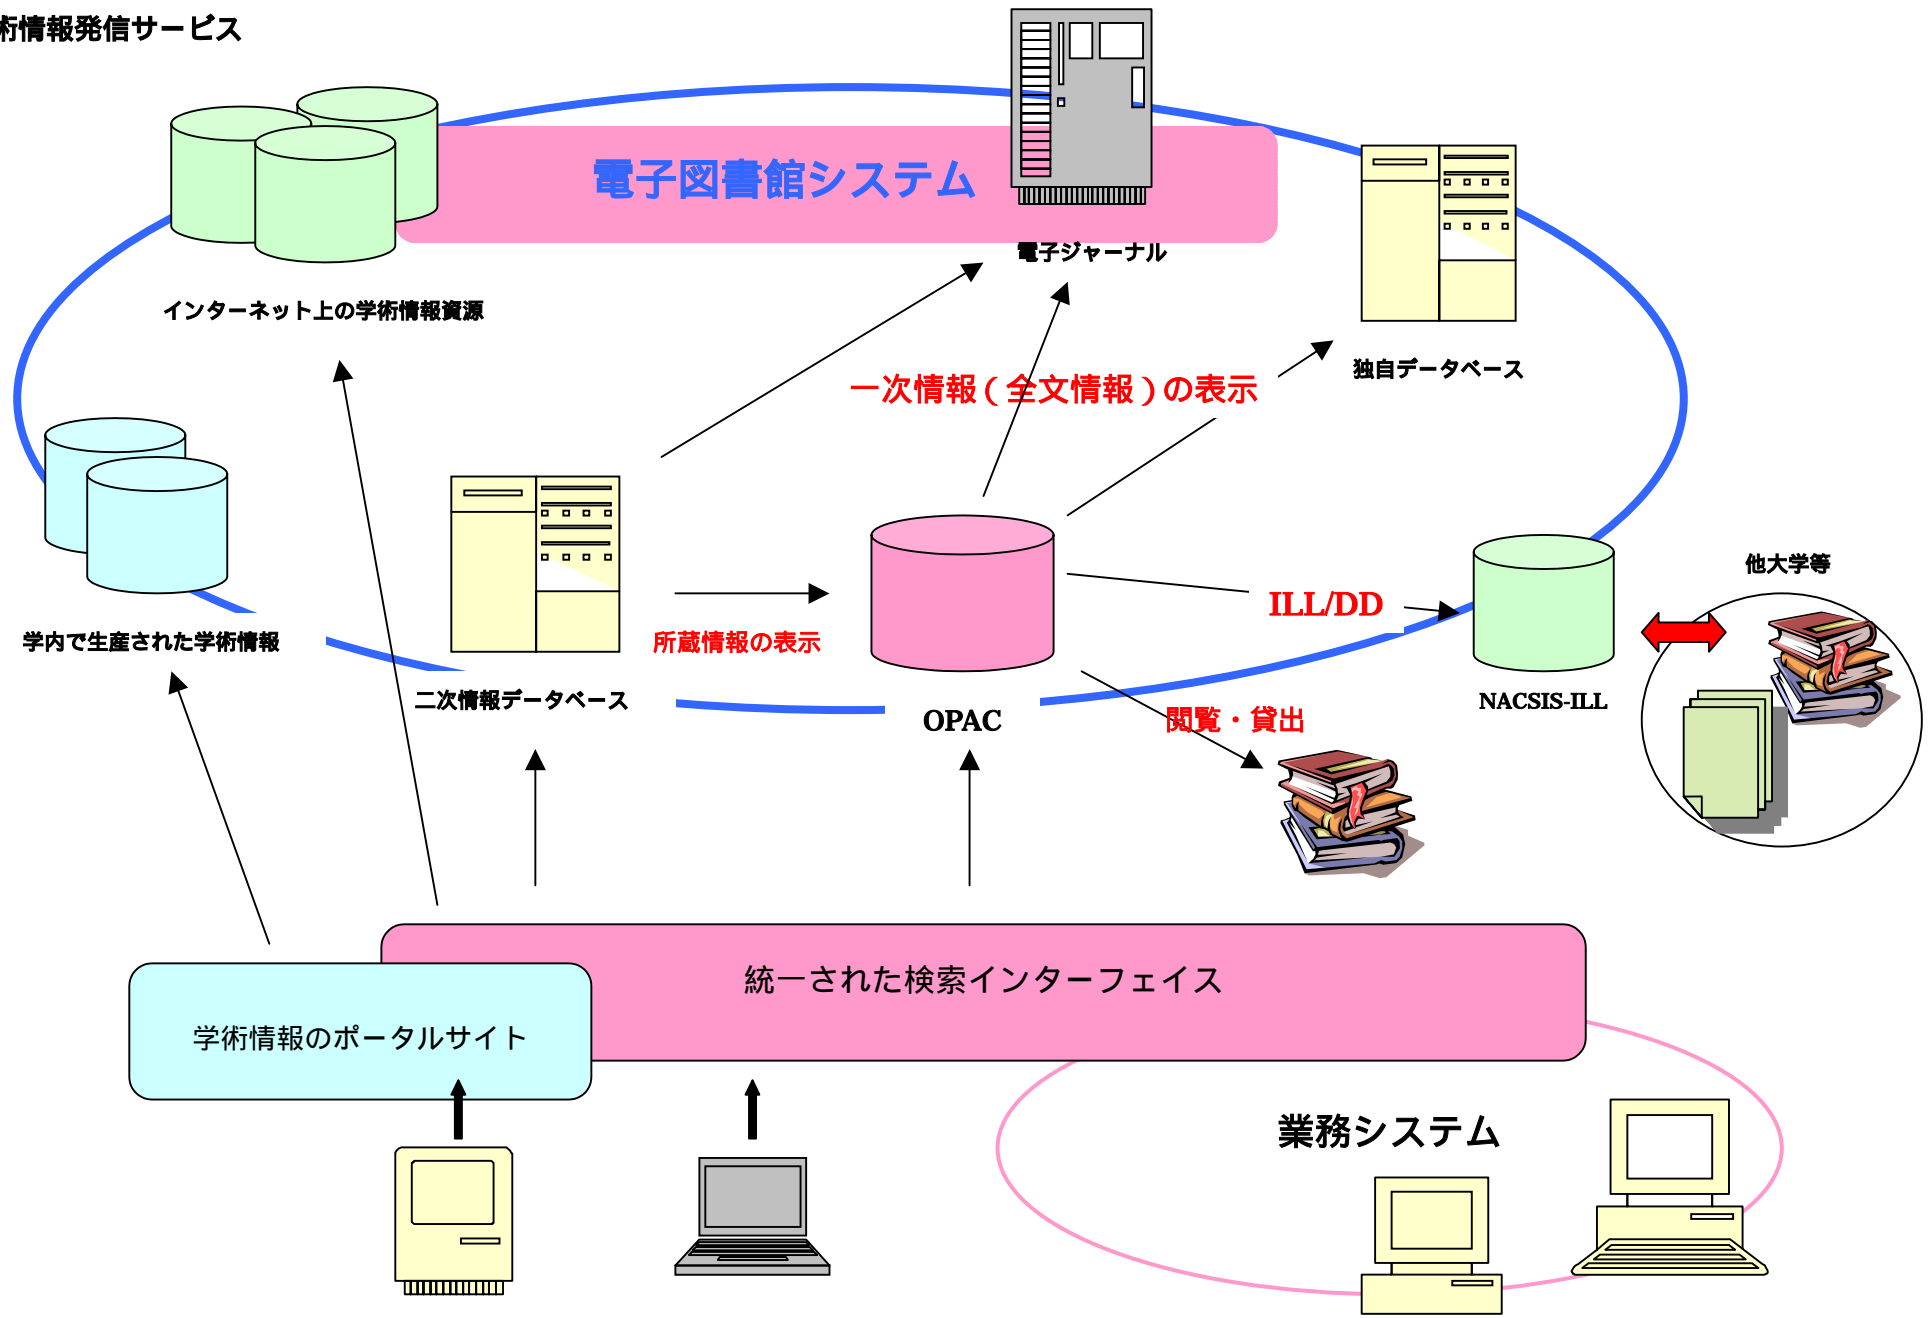 術情報発信サービス
電子図書館システム
電子ジャーナル
インターネット上の学術情報資源
独自データベース
一次情報(全文情報)の表示
他大学等
ILL/DD
学内で生産された学術情報
所蔵情報の表示
二次情報データベース
NACSIS-ILL
OPAC
閲覧・貸出
統一された検索インターフェイス
学術情報のポータルサイト
業務システム